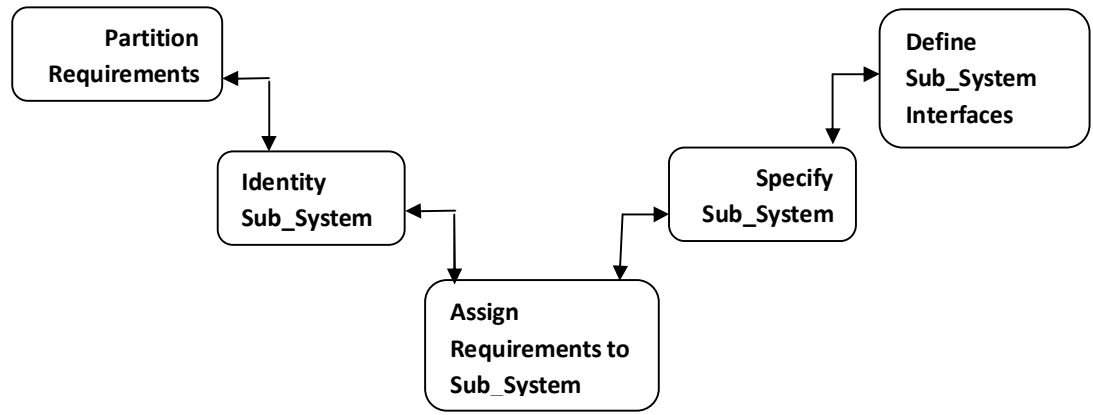 Partition
Requirements
Identity
Sub_System
Assign
Requirements to
Sub_System
Specify
Sub_System
Define
Sub_System
Interfaces